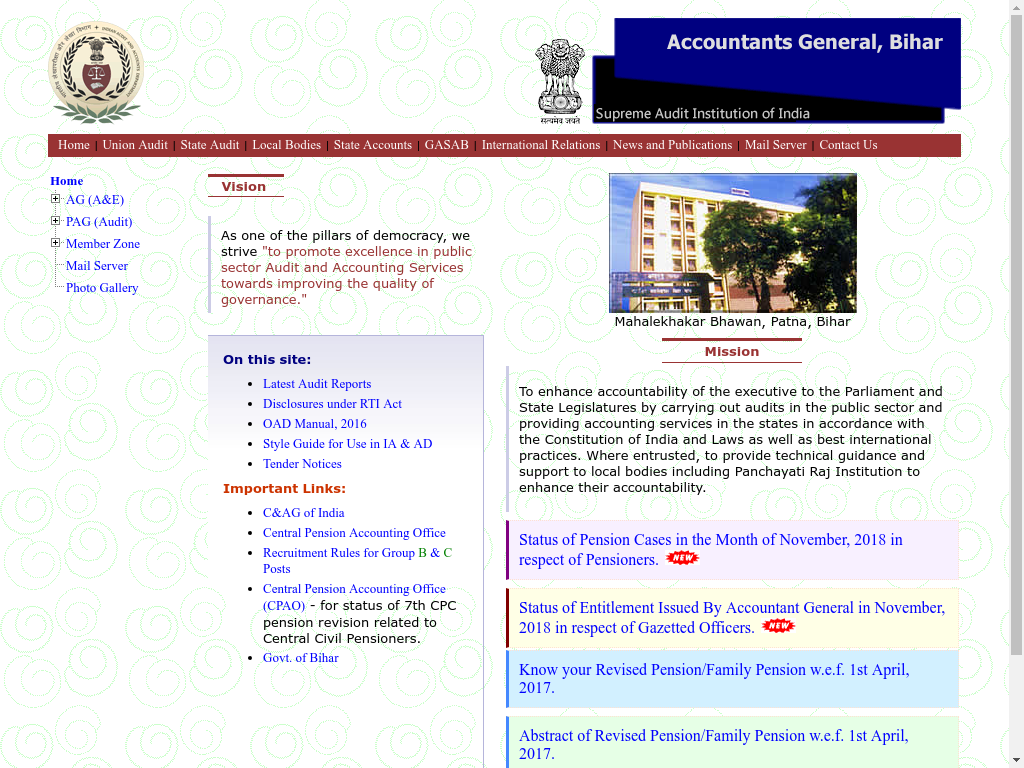 Accountants General, Bihar
सत्यमेव जयते
Supreme Audit Institution of India
Home | Union Audit | State Audit | Local Bodies | State Accounts | GASAB | International Relations | News and Publications | Mail Server | Contact Us
Home
AG (A&E)
PAG (Audit)
Member Zone
Mail Server
Photo Gallery
Vision
As one of the pillars of democracy, we
strive "to promote excellence in public
sector Audit and Accounting Services
towards improving the quality of
governance."
On this site:
Latest Audit Reports
Disclosures under RTI Act
OAD Manual, 2016
Style Guide for Use in IA & AD
Tender Notices
Important Links:
C&AG of India
Central Pension Accounting Office
Recruitment Rules for Group B & C
Posts
Central Pension Accounting Office
(CPAO) - for status of 7th CPC
pension revision related to
Central Civil Pensioners.
Govt. of Bihar
Mahalekhakar Bhawan, Patna, Bihar
Mission
To enhance accountability of the executive to the Parliament and
State Legislatures by carrying out audits in the public sector and
providing accounting services in the states in accordance with
the Constitution of India and Laws as well as best international
practices. Where entrusted, to provide technical guidance and
support to local bodies including Panchayati Raj Institution to
enhance their accountability.
Status of Pension Cases in the Month of November, 2018 in
respect of Pensioners. NEW
Status of Entitlement Issued By Accountant General in November,
2018 in respect of Gazetted Officers. NEW
Know your Revised Pension/Family Pension w.e.f. 1st April,
2017.
Abstract of Revised Pension/Family Pension w.e.f. 1st April,
2017.